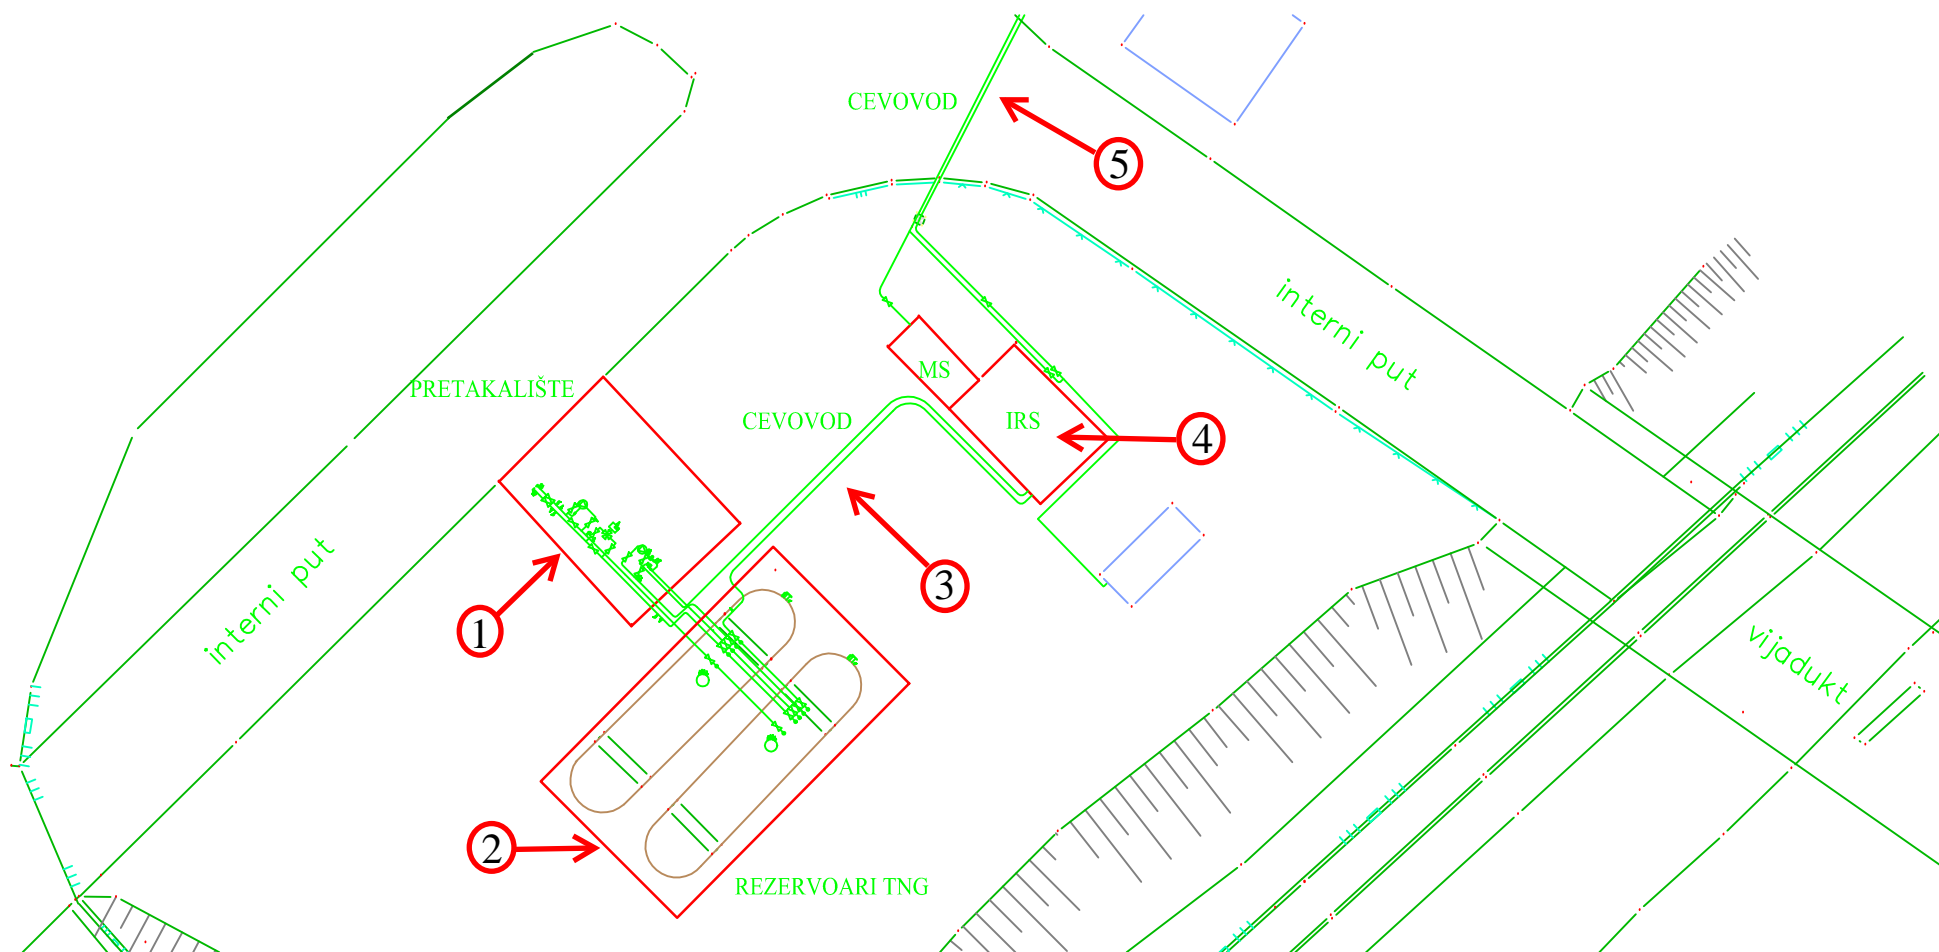 CEVOVOD
5
interni put
MS
PRETAKALIŠTE
CEVOVOD
IRS
4
interni put
3
1
vijadukt
2
REZERVOARI TNG